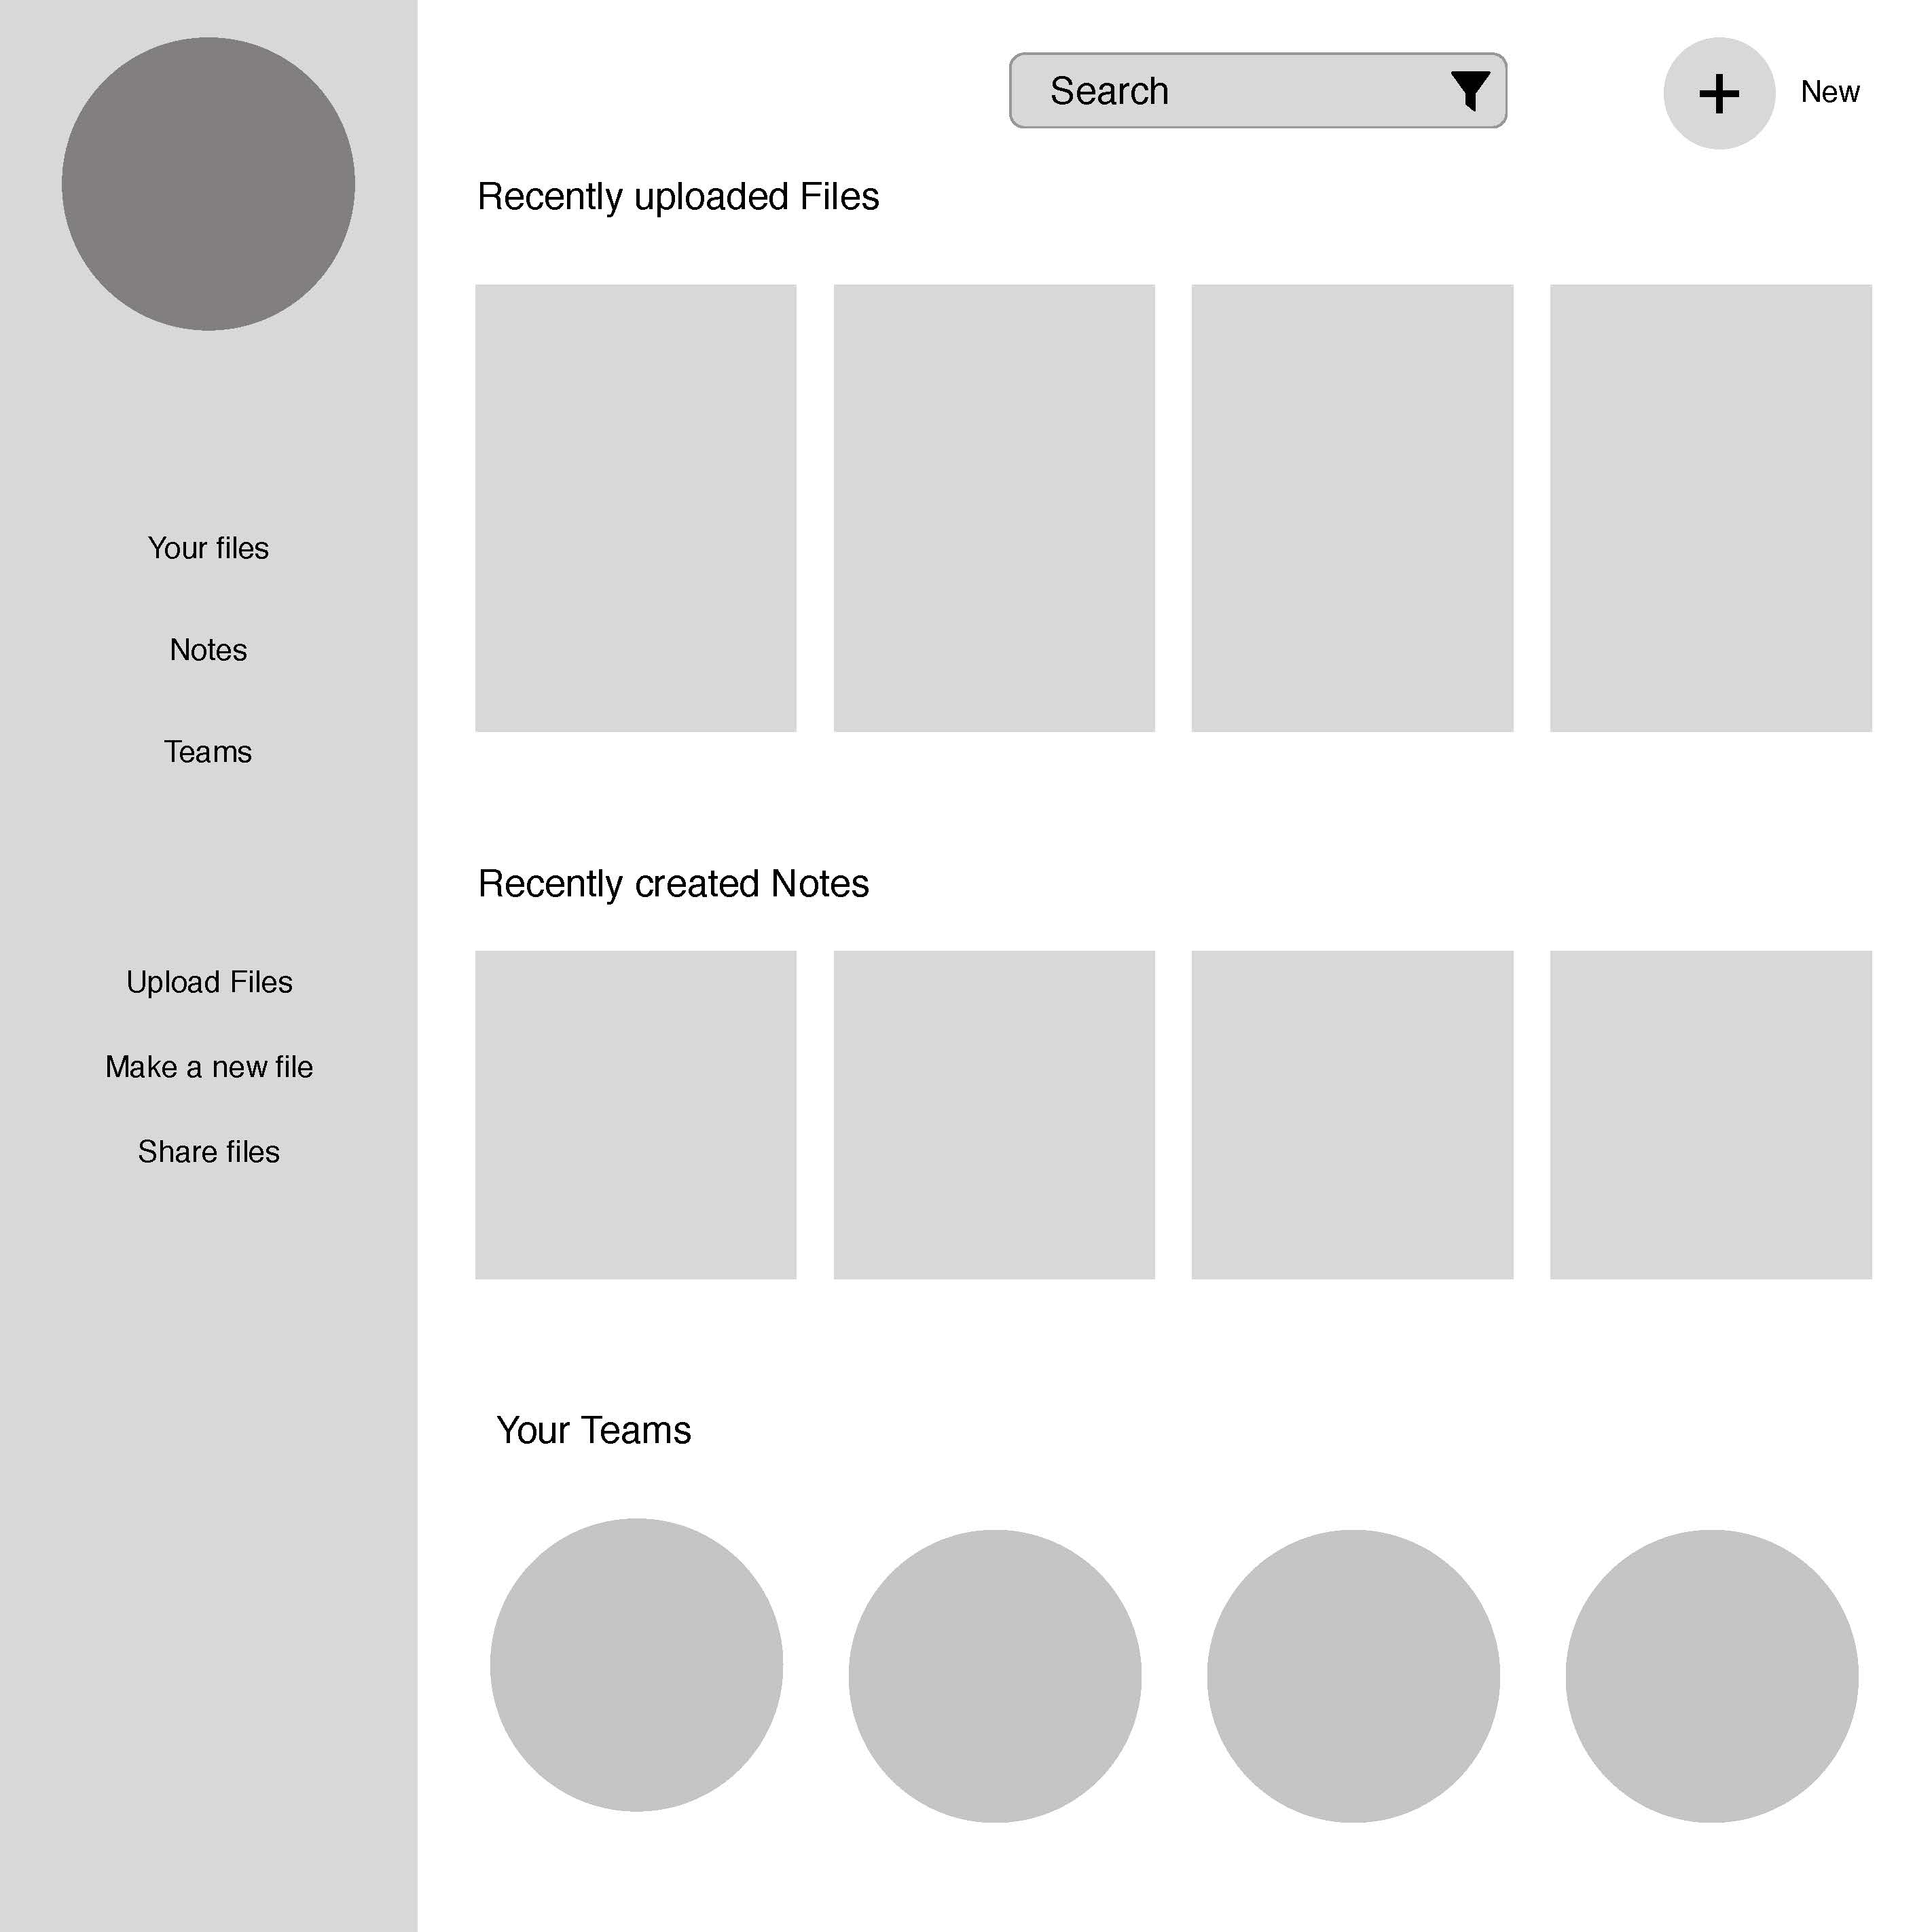 Search
New
Recently uploaded Files
Your files
Notes
Teams
Recently created Notes
Upload Files
Make a new file
Share files
Your Teams